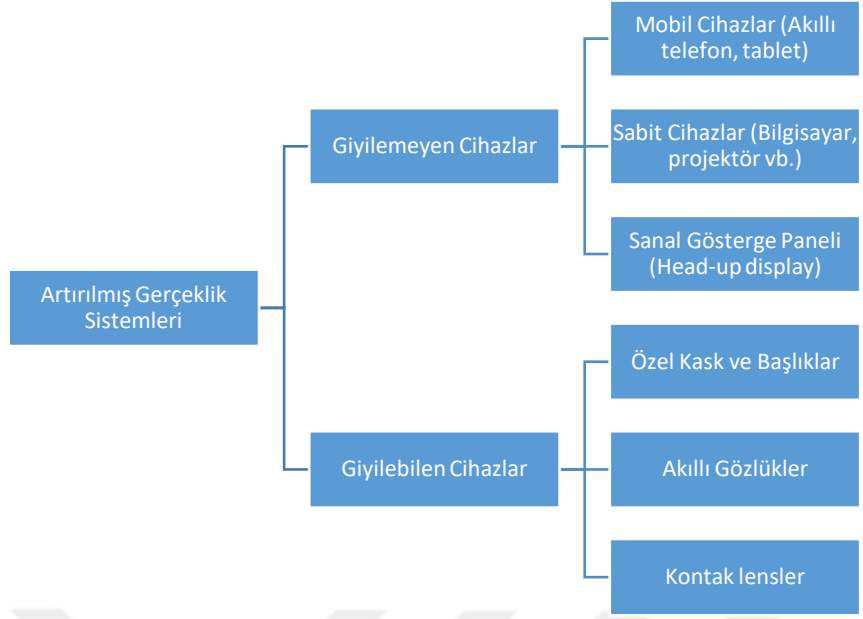 Mobil Cihazlar (Akıllı
telefon, tablet)
Giyilemeyen Cihazlar
Sabit Cihazlar (Bilgisayar,
projektör vb.)
Sanal Gösterge Paneli
(Head-up display)
Artırılmış Gerçeklik
Sistemleri
Özel Kask ve Başlıklar
Giyilebilen Cihazlar
Akıllı Gözlükler
Kontak lensler